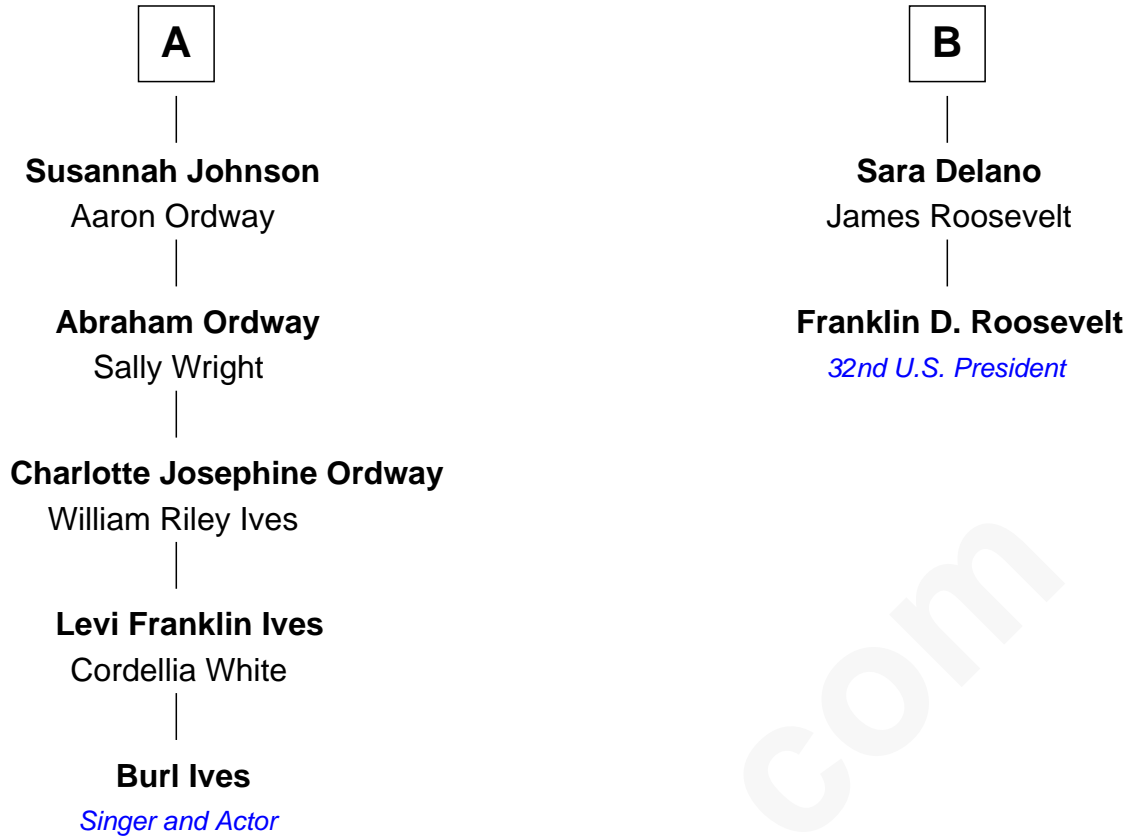 A
Susannah Johnson
Aaron Ordway
Abraham Ordway
Sally Wright
Charlotte Josephine Ordway
William Riley Ives
Levi Franklin Ives
Cordellia White
Burl Ives
Singer and Actor
B
Sara Delano
James Roosevelt
Franklin D. Roosevelt
32nd U.S. President
com